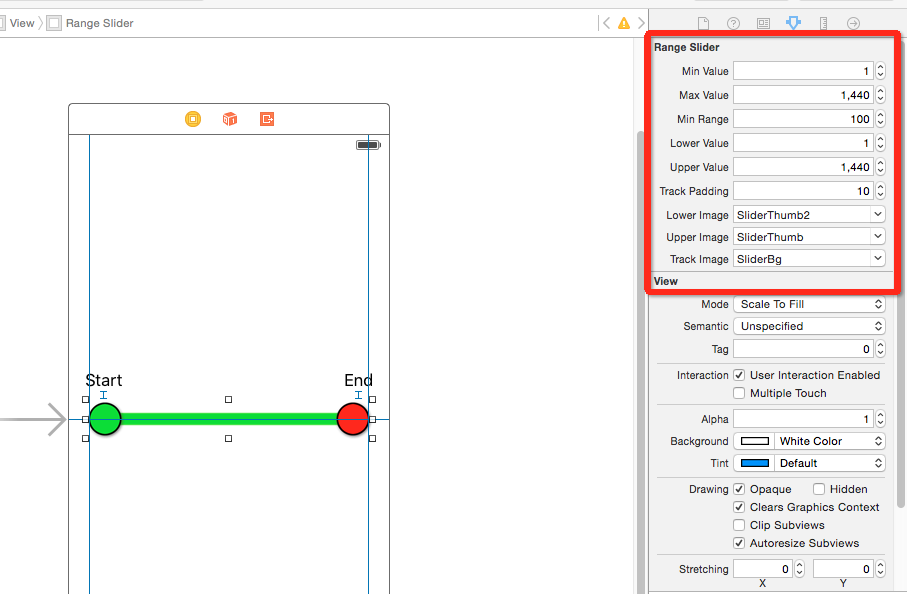 View Range Slider
Start
End
Range Slider
Min Value 1
Max Value 1,440
Min Range 100
Lower Value 1
Upper Value 1,440
Track Padding 10
Lower Image SliderThumb2
Upper Image SliderThumb
Track Image SliderBg
View
Mode Scale To Fill
Semantic Unspecified
Tag 0
Interaction User Interaction Enabled
Multiple Touch
Alpha 1
Background White Color
Tint Default
Drawing Opaque Hidden
Clears Graphics Context
Clip Subviews
Autoresize Subviews
Stretching 0 0
X Y